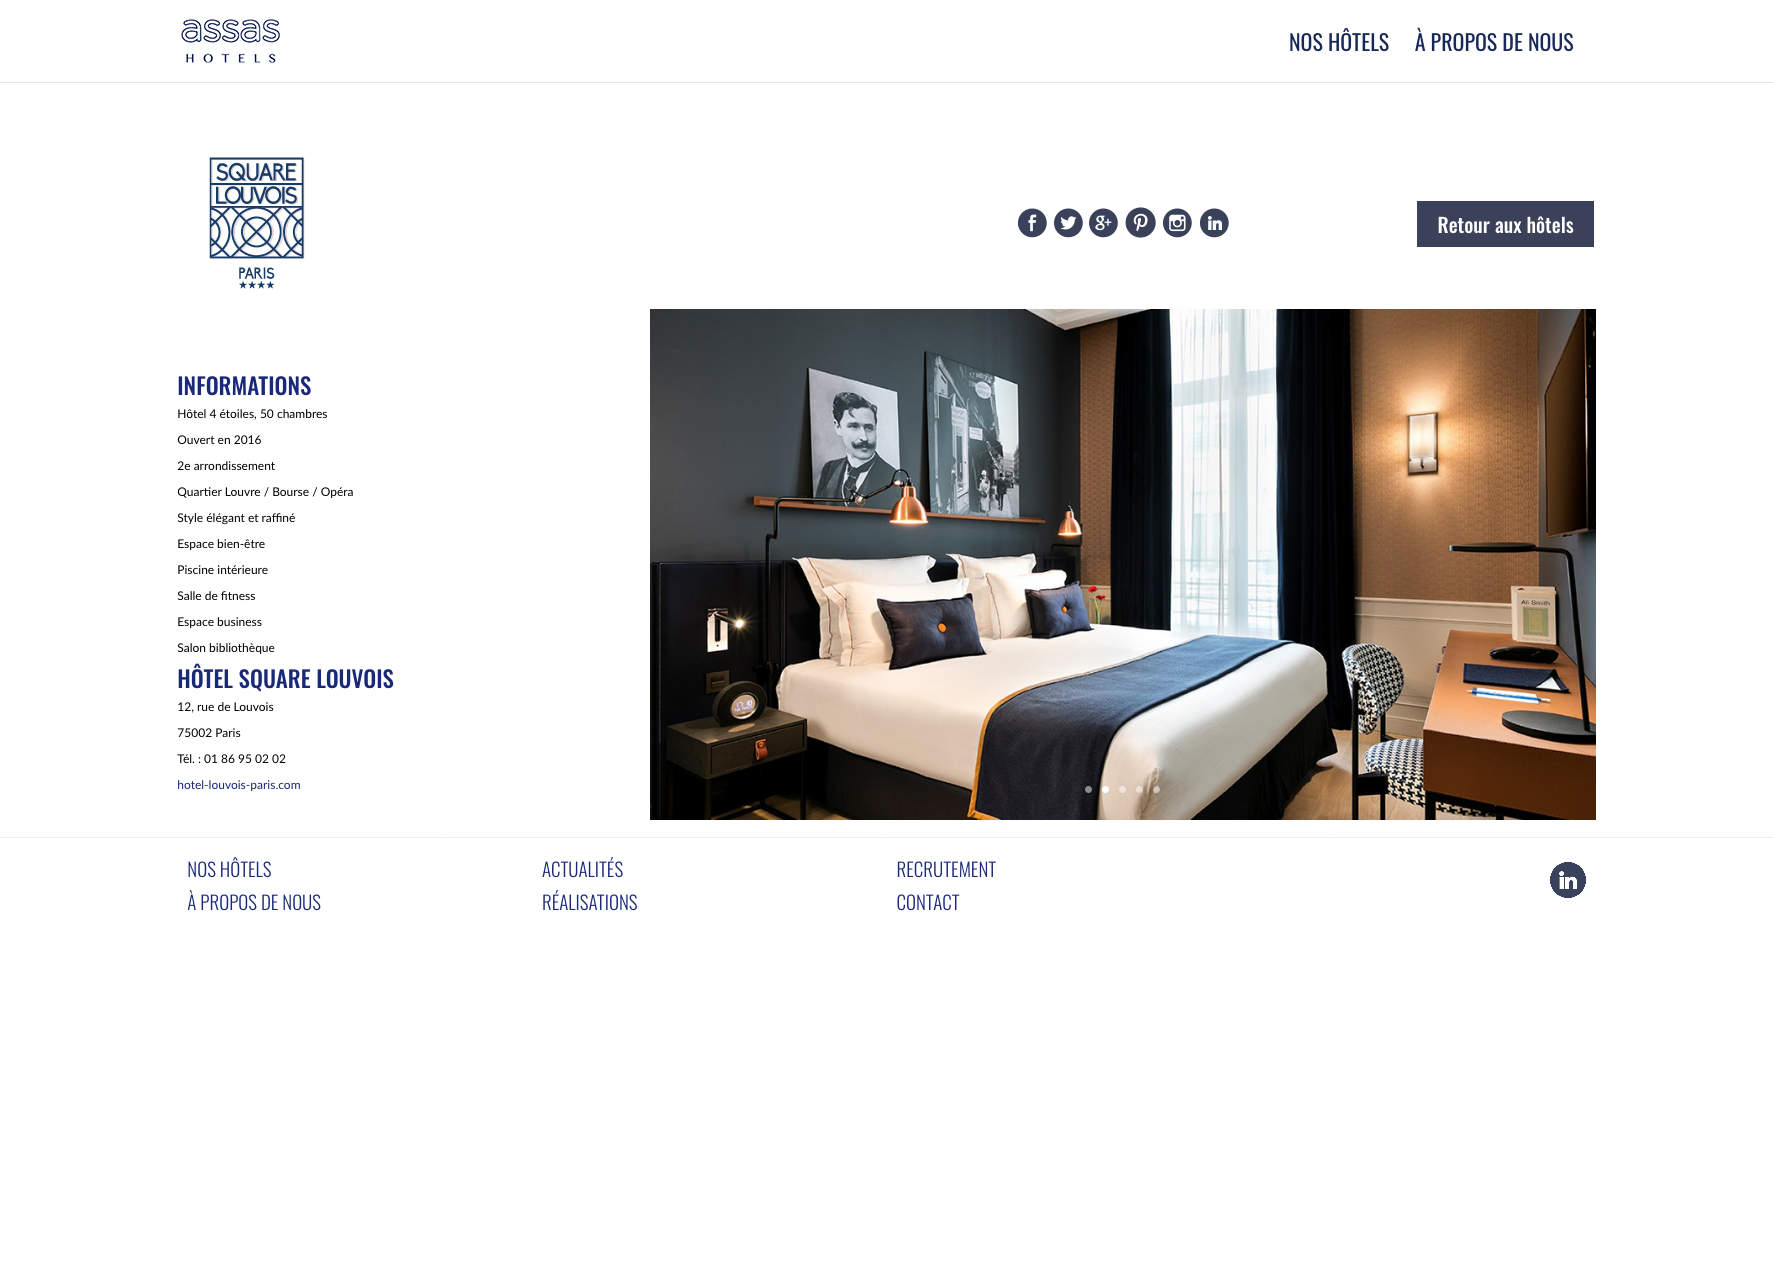 assas
HOTELS
NOS HÔTELS
À PROPOS DE NOUS
SQUARE
LOUVOIS
PARIS
Retour aux hôtels
INFORMATIONS
Hôtel 4 étoiles, 50 chambres
Ouvert en 2016
2e arrondissement
Quartier Louvre / Bourse / Opéra
Style élégant et raffiné
Espace bien-être
Piscine intérieure
Salle de fitness
Espace business
Salon bibliothèque
Ali Smith
HÔTEL SQUARE LOUVOIS
12, rue de Louvois
75002 Paris
Tél. : 01 86 95 02 02
hotel-louvois-paris.com
NOS HÔTELS
À PROPOS DE NOUS
ACTUALITÉS
RÉALISATIONS
RECRUTEMENT
CONTACT